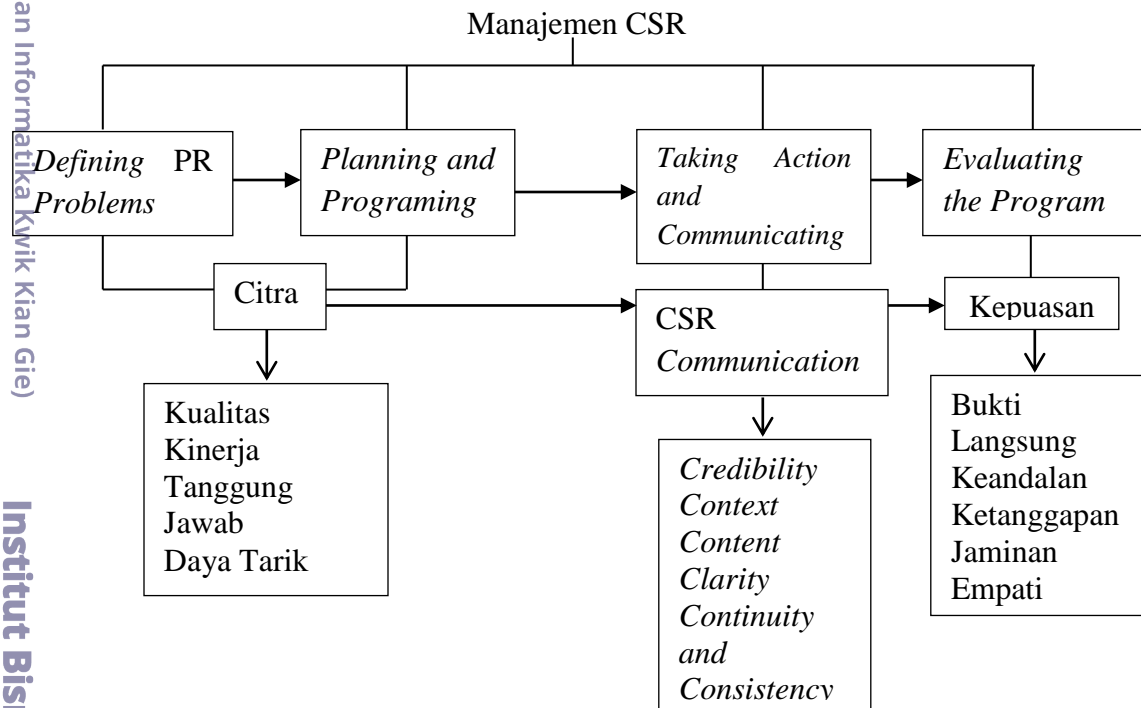 Manajemen CSR
Defining PR
Problems
Planning and
Programing
Taking Action
and
Communicating
Evaluating
the Program
Citra
CSR
Communication
Kepuasan
Kualitas
Kinerja
Tanggung
Jawab
Daya Tarik
Credibility
Context
Content
Clarity
Continuity
and
Consistency
Bukti
Langsung
Keandalan
Ketanggapan
Jaminan
Empati
an Informatika Kwik Kian Gie)
Institut